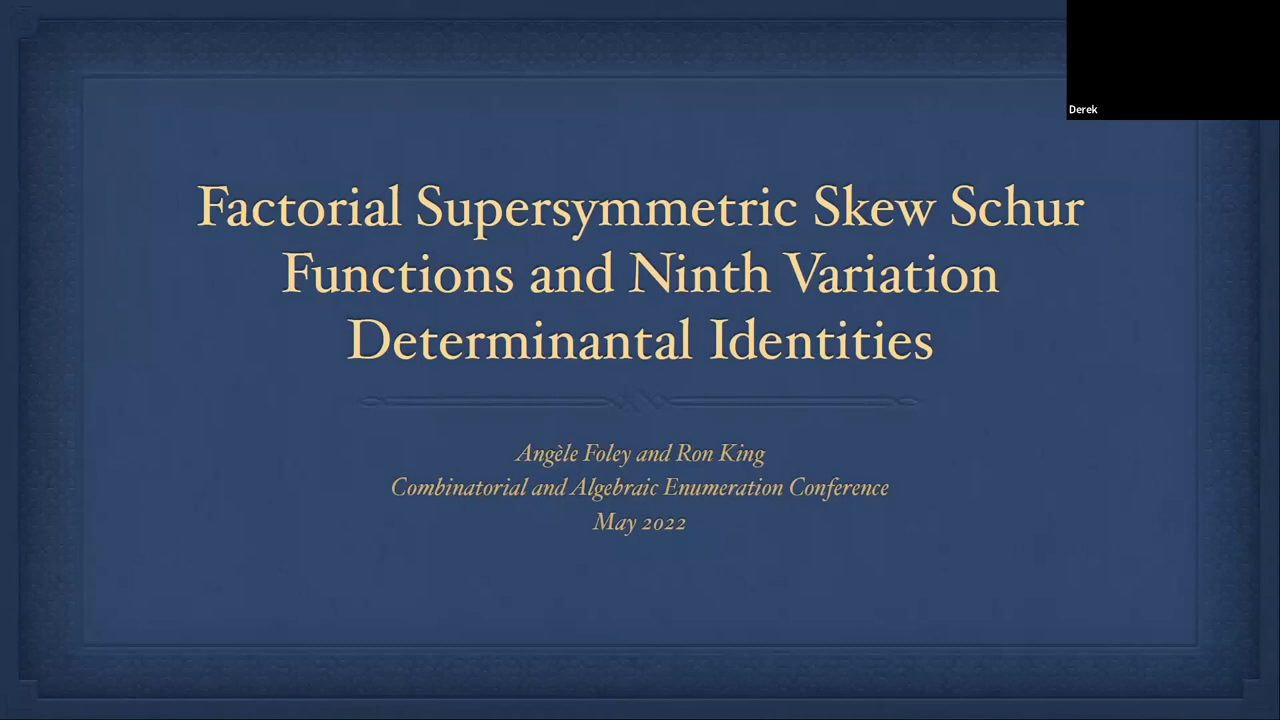 Derek
Factorial Supersymmetric Skew Schur
Functions and Ninth Variation
Determinantal Identities
Angèle Foley and Ron King
Combinatorial and Algebraic Enumeration Conference
May 2022